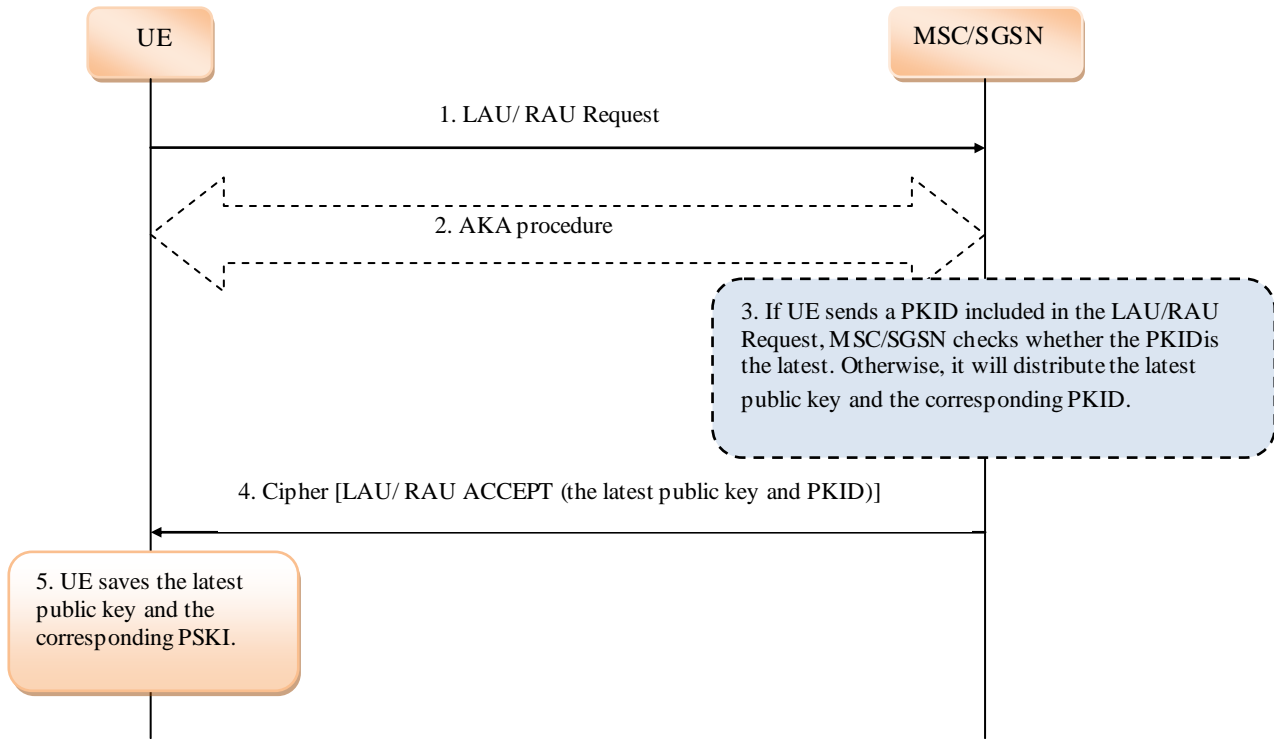 UE
MSC/SGSN
1. LAU/ RAU Request
2. AKA procedure
3. If UE sends a PKID included in the LAU/RAU
Request, MSC/SGSN checks whether the PKID is
the latest. Otherwise, it will distribute the latest
public key and the corresponding PKID.
4. Cipher [LAU/ RAU ACCEPT (the latest public key and PKID)]
5. UE saves the latest
public key and the
corresponding PSKI.